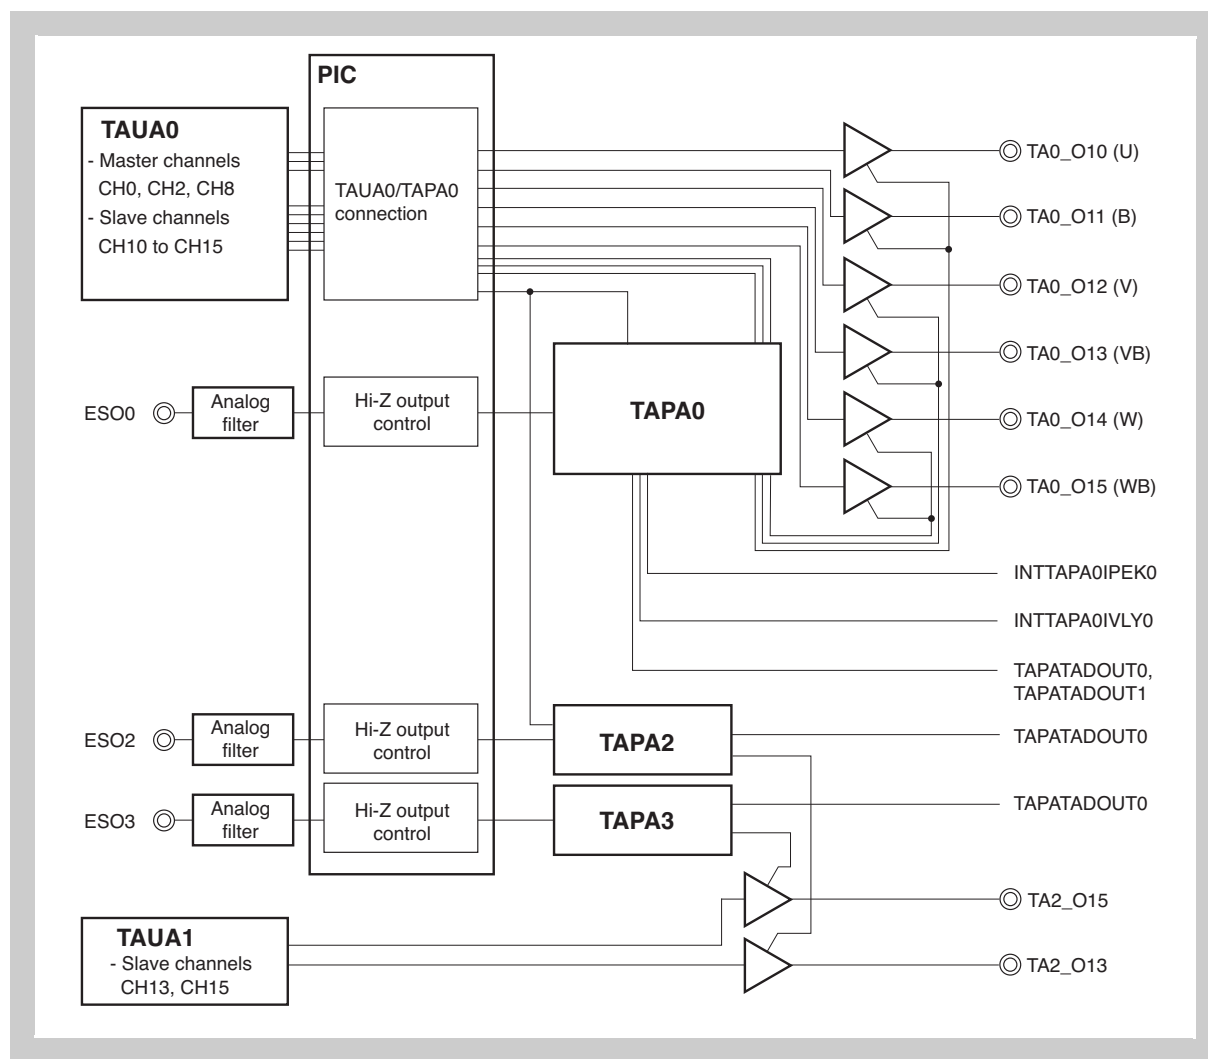 PIC
TAUA0
- Master channels
CH0, CH2, CH8
- Slave channels
CH10 to CH15
TAUA0/TAPA0
connection
TA0_O10 (U)
TA0_O11 (B)
TA0_O12 (V)
TA0_O13 (VB)
TA0_O14 (W)
TA0_O15 (WB)
ESO0
Analog
filter
Hi-Z output
control
TAPA0
INTTAPA0IPEK0
INTTAPA0IVLY0
TAPATADOUT0,
TAPATADOUT1
ESO2
Analog
filter
Hi-Z output
control
TAPA2
TAPATADOUT0
ESO3
Analog
filter
Hi-Z output
control
TAPA3
TAPATADOUT0
TAUA1
- Slave channels
CH13, CH15
TA2_O15
TA2_O13